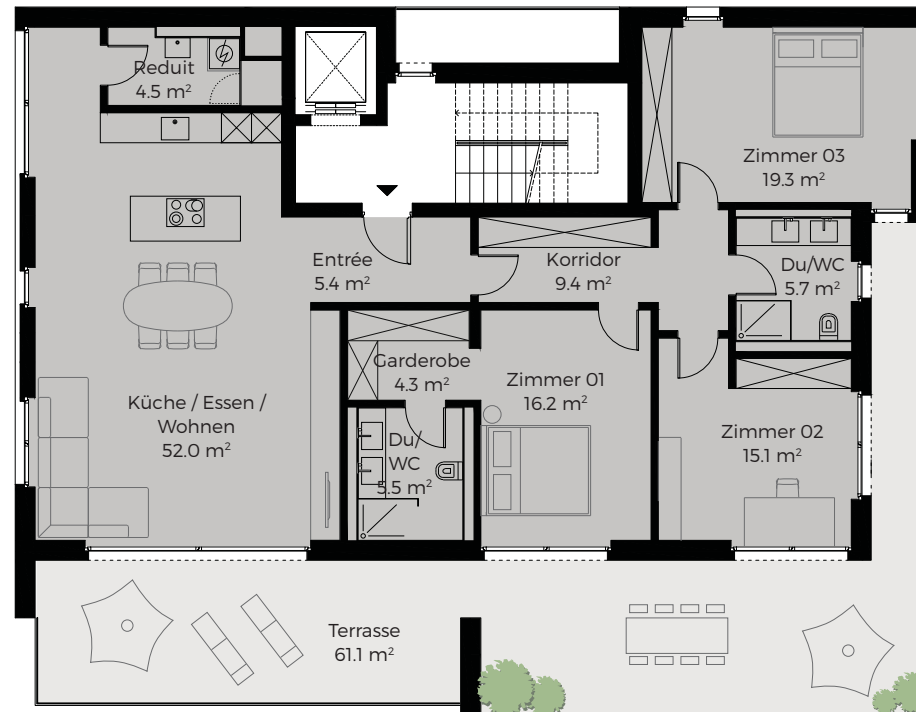 Reduit
4.5 m²
Zimmer 03
19.3 m²
Entrée
5.4 m²
Korridor
9.4 m²
Du/WC
5.7 m²
Garderobe
4.3 m²
Zimmer 01
16.2 m²
Küche / Essen /
Wohnen
52.0 m²
Du/
WC
5.5 m²
Zimmer 02
15.1 m²
Terrasse
61.1 m²